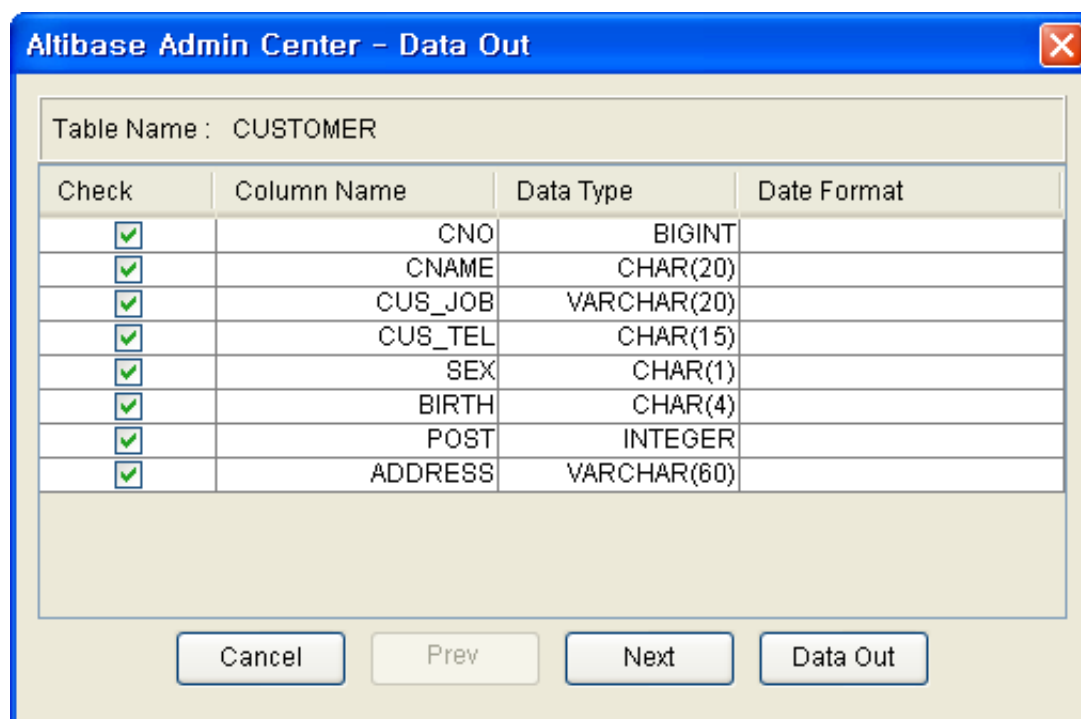 Altibase Admin Center - Data Out
Table Name : CUSTOMER
Check Column Name Data Type Date Format
CNO BIGINT
CNAME CHAR(20)
CUS_JOB VARCHAR(20)
CUS_TEL CHAR(15)
SEX CHAR(1)
BIRTH CHAR(4)
POST INTEGER
ADDRESS VARCHAR(60)
Cancel Prev Next Data Out